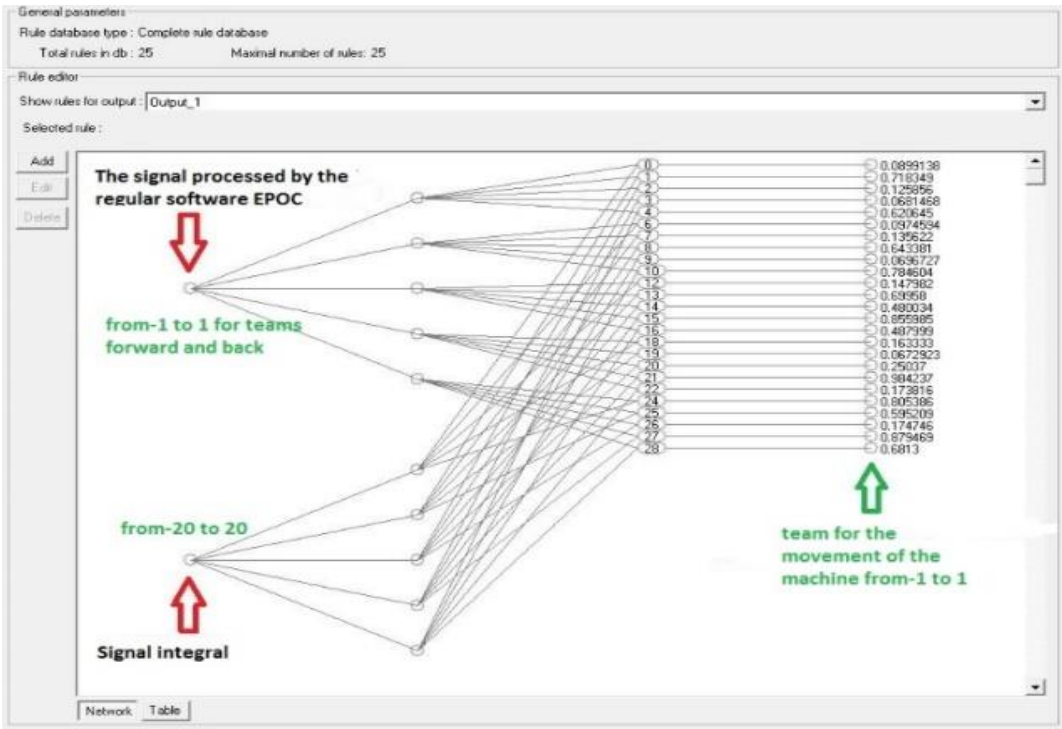 General parameters
Rule database type : Complete rule database
Total rules in db : 25 Maximal number of rules: 25
Rule editor
Show rules for output : Output_1
Selected rule :
Add
Edit
Delete
The signal processed by the
regular software EPOC
from-1 to 1 for teams
forward and back
from-20 to 20
Signal integral
0 0.0899138
1 0.718349
2 0.125856
3 0.0681468
4 0.620645
6 0.0974594
7 0.135622
8 0.643381
9 0.0696727
10 0.784604
12 0.147982
13 0.69958
14 0.480034
15 0.855985
16 0.487999
18 0.163333
19 0.0672923
20 0.25037
21 0.984237
22 0.173816
24 0.805386
25 0.595209
26 0.174746
27 0.879469
28 0.6813
team for the
movement of the
machine from-1 to 1
Network Table